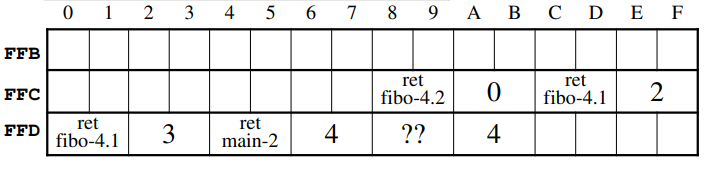 0 1 2 3 4 5 6 7 8 9 A B C D E F
FFB
FFC ret fibo-4.2 0 ret fibo-4.1 2
FFD ret fibo-4.1 3 ret main-2 4 ?? 4